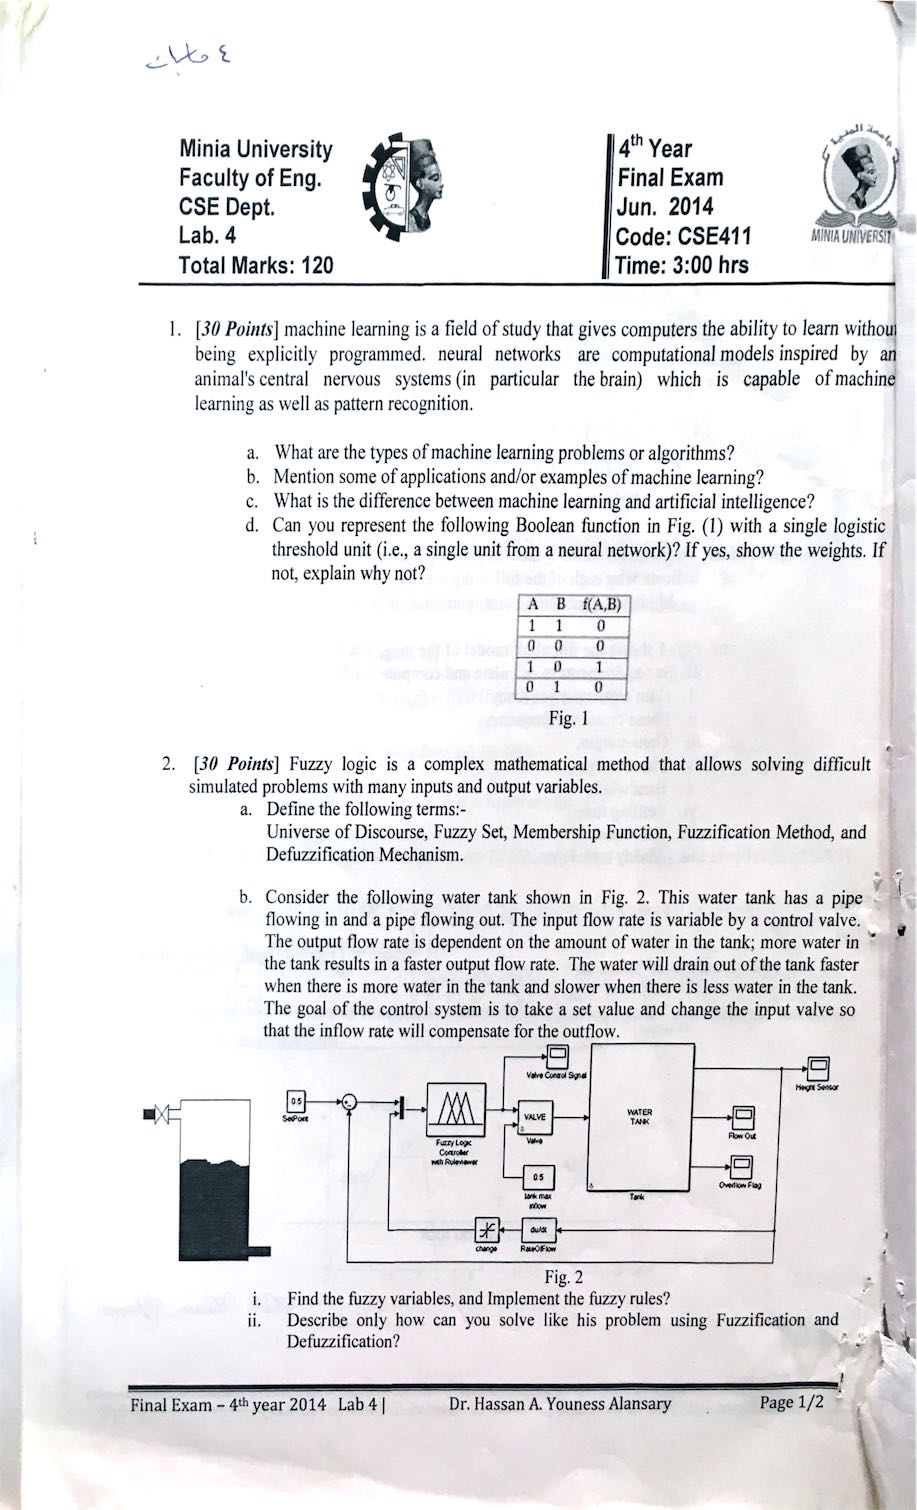 ٤ طلبات
Minia University
Faculty of Eng.
CSE Dept.
Lab. 4
Total Marks: 120
4th Year
Final Exam
Jun. 2014
Code: CSE411
Time: 3:00 hrs
MINIA UNIVERSIT
1. [30 Points] machine learning is a field of study that gives computers the ability to learn withou
being explicitly programmed. neural networks are computational models inspired by an
animal's central nervous systems (in particular the brain) which is capable of machine
learning as well as pattern recognition.
a. What are the types of machine learning problems or algorithms?
b. Mention some of applications and/or examples of machine learning?
c. What is the difference between machine learning and artificial intelligence?
d. Can you represent the following Boolean function in Fig. (1) with a single logistic
threshold unit (i.e., a single unit from a neural network)? If yes, show the weights. If
not, explain why not?
A B f(A,B)
1 1 0
0 0 0
1 0 1
0 1 0
Fig. 1
2. [30 Points] Fuzzy logic is a complex mathematical method that allows solving difficult
simulated problems with many inputs and output variables.
a. Define the following terms:-
Universe of Discourse, Fuzzy Set, Membership Function, Fuzzification Method, and
Defuzzification Mechanism.
b. Consider the following water tank shown in Fig. 2. This water tank has a pipe
flowing in and a pipe flowing out. The input flow rate is variable by a control valve.
The output flow rate is dependent on the amount of water in the tank; more water in
the tank results in a faster output flow rate. The water will drain out of the tank faster
when there is more water in the tank and slower when there is less water in the tank.
The goal of the control system is to take a set value and change the input valve so
that the inflow rate will compensate for the outflow.
Valve Control Signal
Height Sensor
0.5
SetPoint
Fuzzy Logic
Controller
with Ruleviewer
VALVE
Valve
WATER
TANK
Tank
Flow Out
Overflow Flag
0.5
tank max
inflow
change
du/dt
RateOfFlow
Fig. 2
i. Find the fuzzy variables, and Implement the fuzzy rules?
ii. Describe only how can you solve like his problem using Fuzzification and
Defuzzification?
Final Exam – 4th year 2014 Lab 4 |
Dr. Hassan A. Youness Alansary
Page 1/2